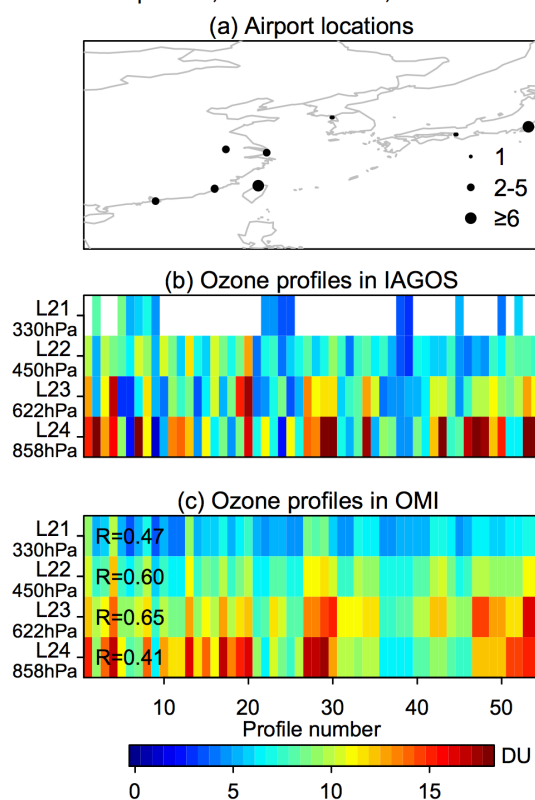 (a) Airport locations
1
2-5
≥6
(b) Ozone profiles in IAGOS
L21
330hPa
L22
450hPa
L23
622hPa
L24
858hPa
(c) Ozone profiles in OMI
L21 R=0.47
330hPa
L22 R=0.60
450hPa
L23 R=0.65
622hPa
L24 R=0.41
858hPa
10 20 30 40 50
Profile number
DU
0 5 10 15